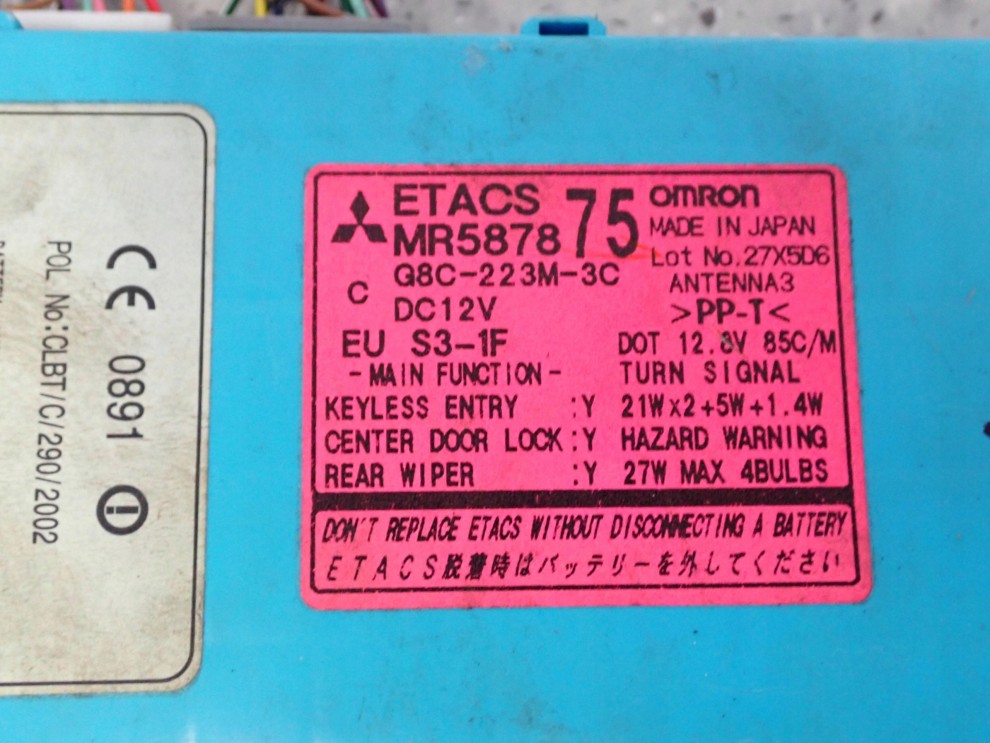 CE 0891
POL No:CLBT/C/290/2002
ETACS 75
MR5878
C G8C-223M-3C
DC12V
EU S3-1F
-MAIN FUNCTION-
KEYLESS ENTRY :Y
CENTER DOOR LOCK:Y
REAR WIPER :Y
omron
MADE IN JAPAN
Lot No.27X5D6
ANTENNA3
>PP-T<
DOT 12.8V 85C/M
TURN SIGNAL
21W×2+5W+1.4W
HAZARD WARNING
27W MAX 4BULBS
DON'T REPLACE ETACS WITHOUT DISCONNECTING A BATTERY
ETACS脱着時はバッテリーを外してください